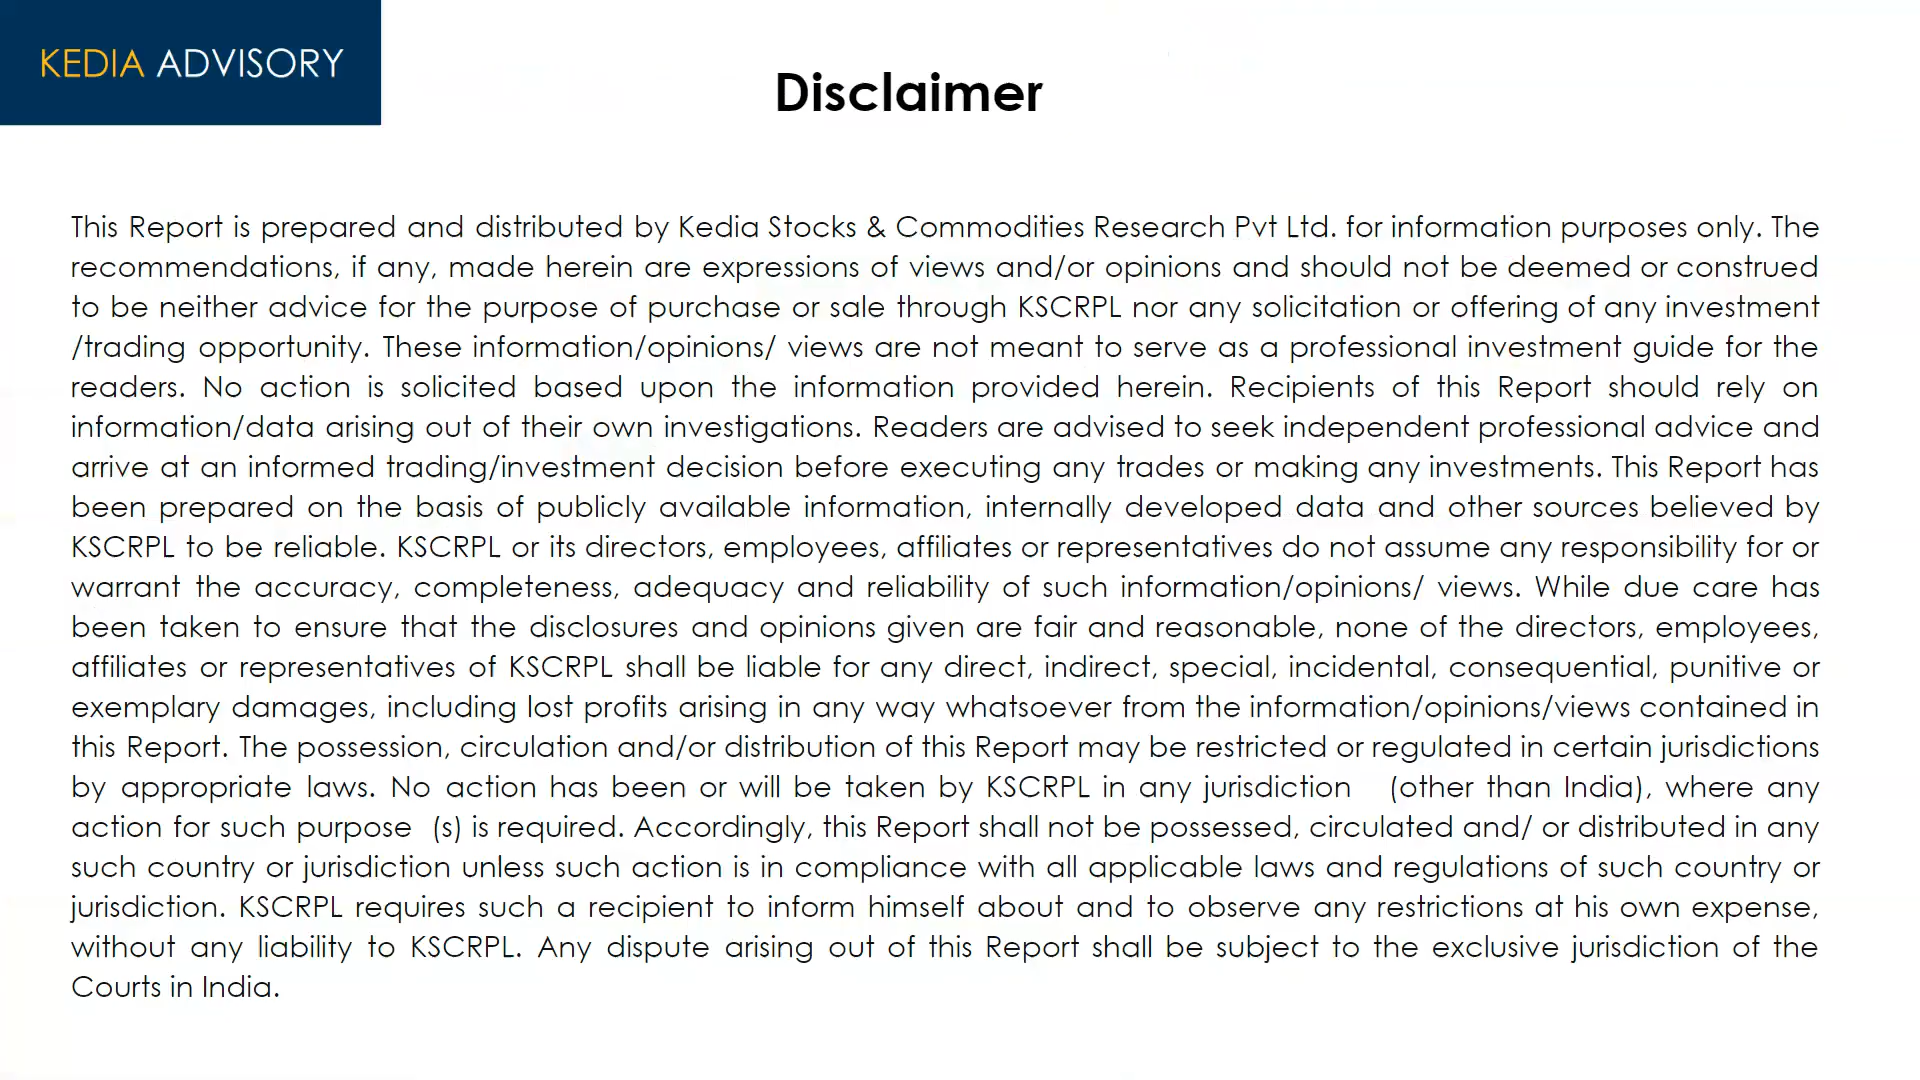 KEDIA ADVISORY
Disclaimer
This Report is prepared and distributed by Kedia Stocks & Commodities Research Pvt Ltd. for information purposes only. The
recommendations, if any, made herein are expressions of views and/or opinions and should not be deemed or construed
to be neither advice for the purpose of purchase or sale through KSCRPL nor any solicitation or offering of any investment
/trading opportunity. These information/opinions/ views are not meant to serve as a professional investment guide for the
readers. No action is solicited based upon the information provided herein. Recipients of this Report should rely on
information/data arising out of their own investigations. Readers are advised to seek independent professional advice and
arrive at an informed trading/investment decision before executing any trades or making any investments. This Report has
been prepared on the basis of publicly available information, internally developed data and other sources believed by
KSCRPL to be reliable. KSCRPL or its directors, employees, affiliates or representatives do not assume any responsibility for or
warrant the accuracy, completeness, adequacy and reliability of such information/opinions/ views. While due care has
been taken to ensure that the disclosures and opinions given are fair and reasonable, none of the directors, employees,
affiliates or representatives of KSCRPL shall be liable for any direct, indirect, special, incidental, consequential, punitive or
exemplary damages, including lost profits arising in any way whatsoever from the information/opinions/views contained in
this Report. The possession, circulation and/or distribution of this Report may be restricted or regulated in certain jurisdictions
by appropriate laws. No action has been or will be taken by KSCRPL in any jurisdiction (other than India), where any
action for such purpose (s) is required. Accordingly, this Report shall not be possessed, circulated and/ or distributed in any
such country or jurisdiction unless such action is in compliance with all applicable laws and regulations of such country or
jurisdiction. KSCRPL requires such a recipient to inform himself about and to observe any restrictions at his own expense,
without any liability to KSCRPL. Any dispute arising out of this Report shall be subject to the exclusive jurisdiction of the
Courts in India.